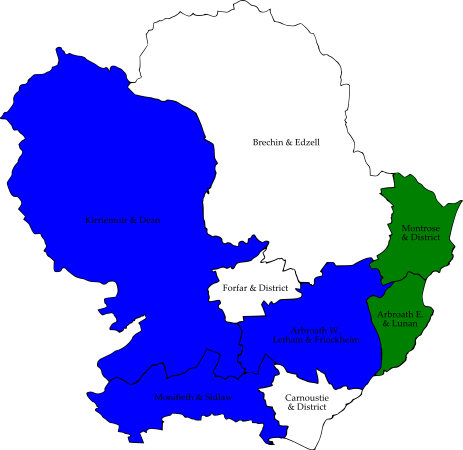 Brechin & Edzell
Kirriemuir & Dean
Montrose
& District
Forfar & District
Arbroath E.
& Lunan
Arbroath W.,
Letham & Friockheim
Monifieth & Sidlaw
Carnoustie
& District